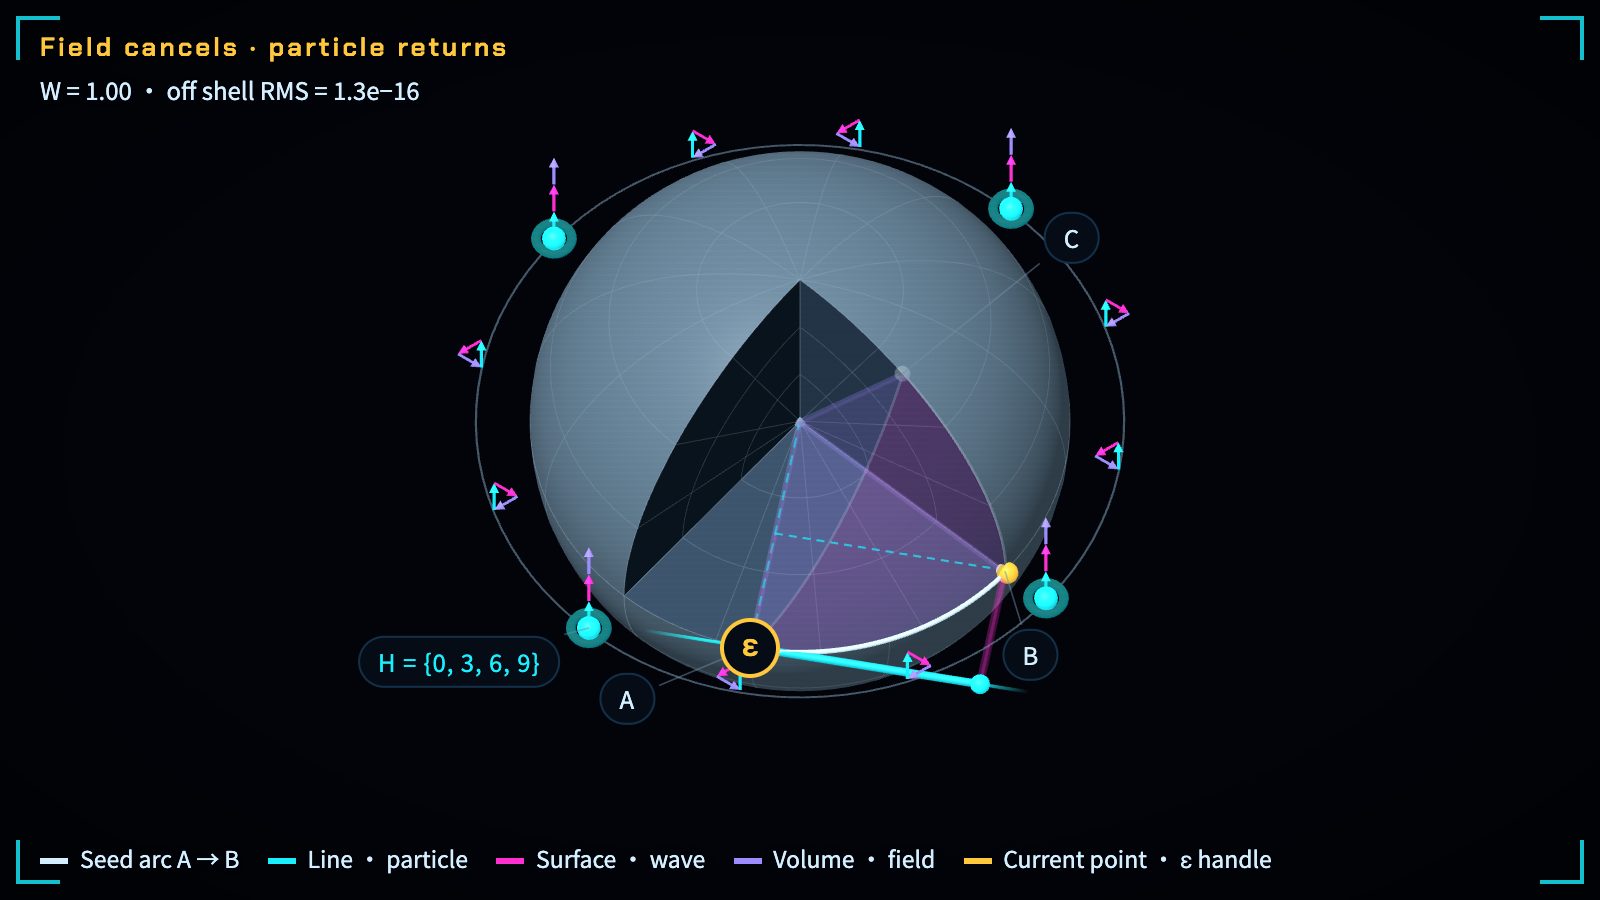 Field cancels · particle returns
W = 1.00 • off shell RMS = 1.3e−16
C
H = {0, 3, 6, 9}
ε
B
A
Seed arc A → B
Line • particle
Surface • wave
Volume • field
Current point • ε handle